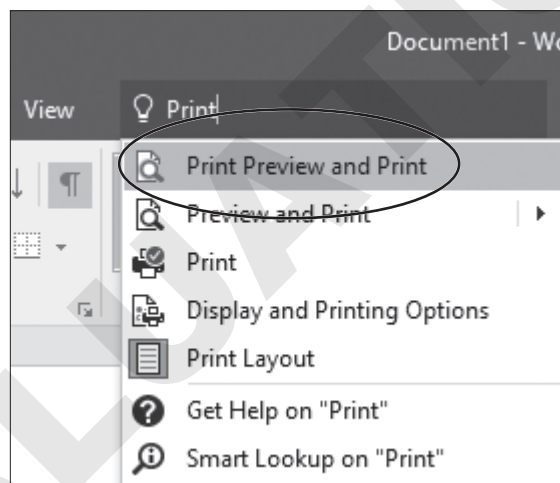 Document1 - Wo
View
Print
Print Preview and Print
Preview and Print
Print
Display and Printing Options
Print Layout
Get Help on "Print"
Smart Lookup on "Print"